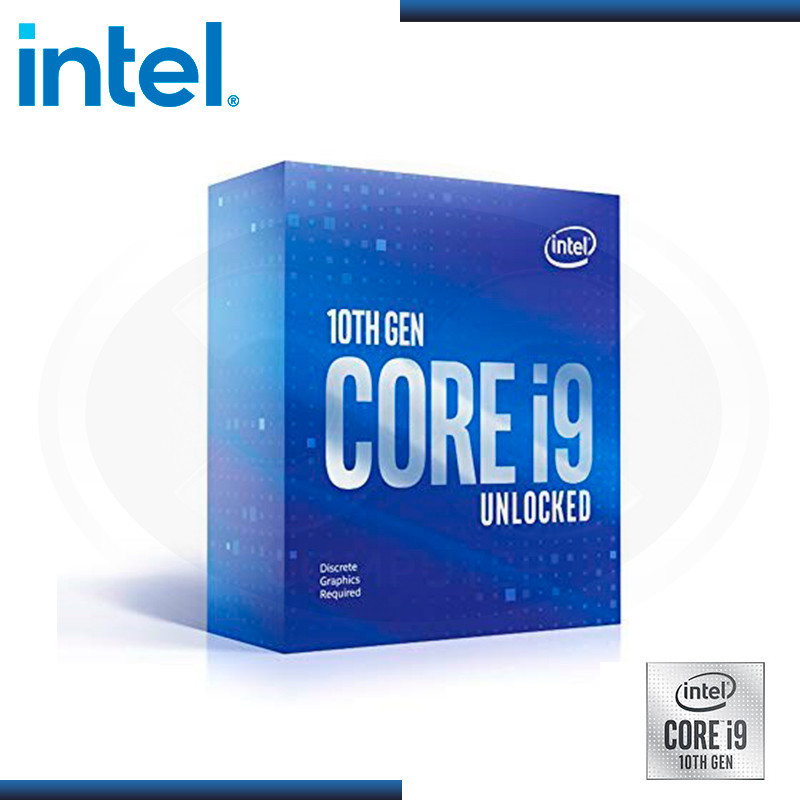 intel®
intel
10TH GEN
CORE i9
UNLOCKED
Discrete
Graphics
Required
intel
CORE i9
10TH GEN